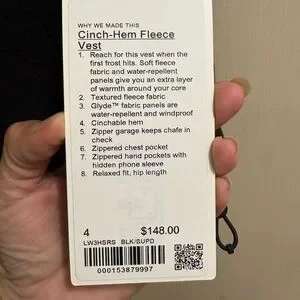 WHY WE MADE THIS
Cinch-Hem Fleece
Vest
1. Reach for this vest when the
first frost hits. Soft fleece
fabric and water-repellent
panels give you an extra layer
of warmth around your core
2. Textured fleece fabric
3. Glyde™ fabric panels are
water-repellent and windproof
4. Cinchable hem
5. Zipper garage keeps chafe in
check
6. Zippered chest pocket
7. Zippered hand pockets with
hidden phone sleeve
8. Relaxed fit, hip length
4 $148.00
LW3HSRS BLK/SUPD
000153879997